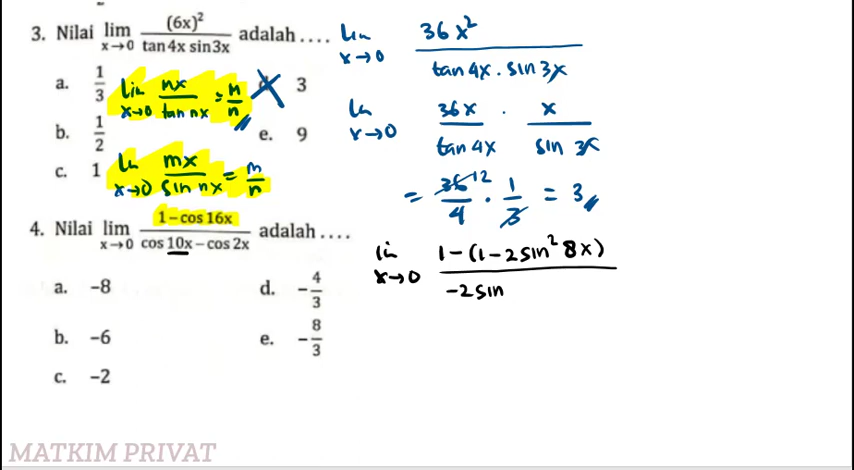 3. Nilai lim x→0 (6x)² / tan 4x sin 3x adalah ....
a. 1/3
b. 1/2
c. 1
3
e. 9
lim x→0 mx / tan nx = m/n
lim x→0 mx / sin nx = m/n
lim x→0 36x² / tan 4x . sin 3x
lim x→0 36x / tan 4x . x / sin 3x
= 36 12 / 4 . 1 / 3 = 3
4. Nilai lim x→0 1 – cos 16x / cos 10x – cos 2x adalah ....
a. –8
b. –6
c. –2
d. –4/3
e. –8/3
lim x→0 1 – (1 – 2 sin² 8x) / –2 sin
MATKIM PRIVAT